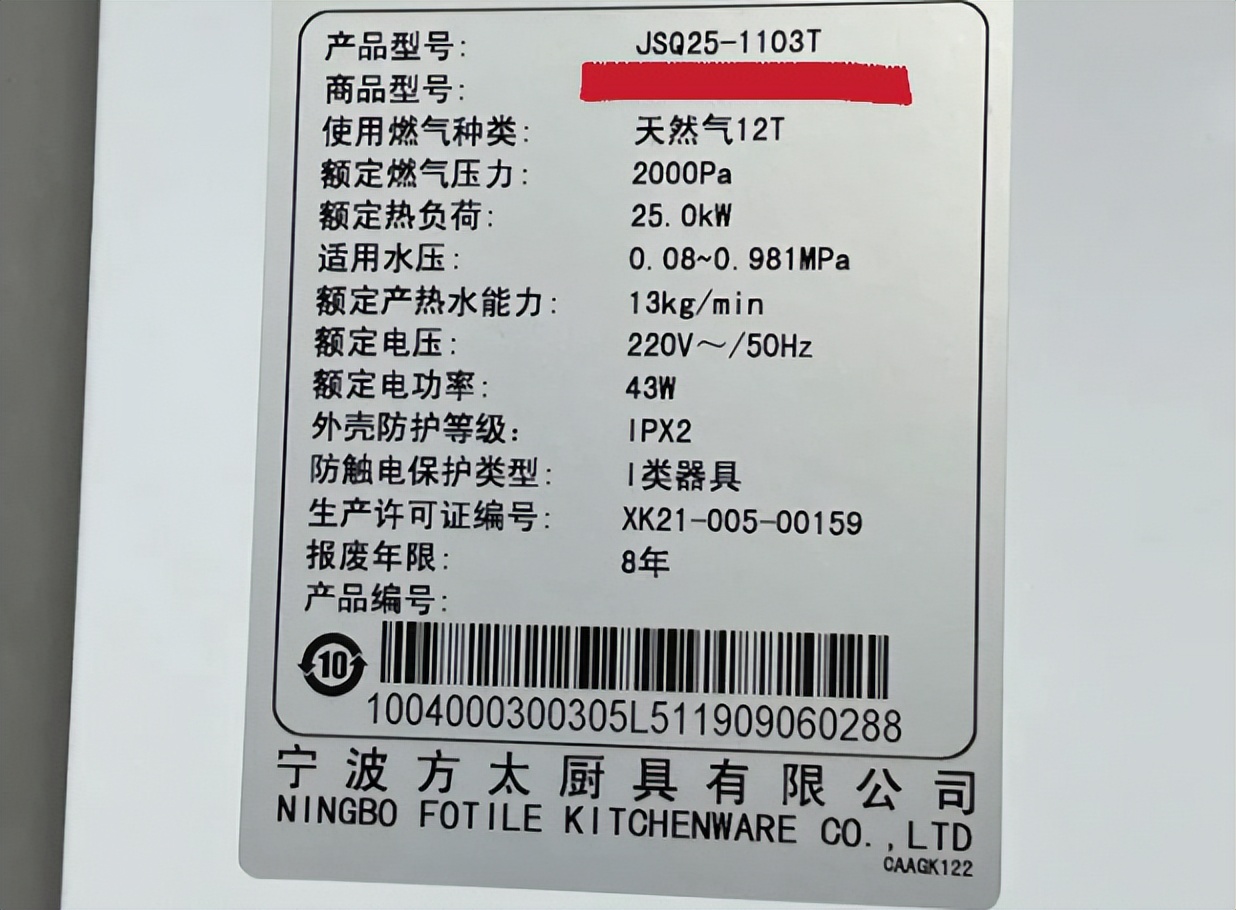 产品型号: JSQ25-1103T
商品型号:
使用燃气种类: 天然气12T
额定燃气压力: 2000Pa
额定热负荷: 25.0kW
适用水压: 0.08~0.981MPa
额定产热水能力: 13kg/min
额定电压: 220V～/50Hz
额定电功率: 43W
外壳防护等级: IPX2
防触电保护类型: I类器具
生产许可证编号: XK21-005-00159
报废年限: 8年
产品编号:
10
1004000300305L511909060288
宁波方太厨具有限公司
NINGBO FOTILE KITCHENWARE CO.,LTD
CAAGK122